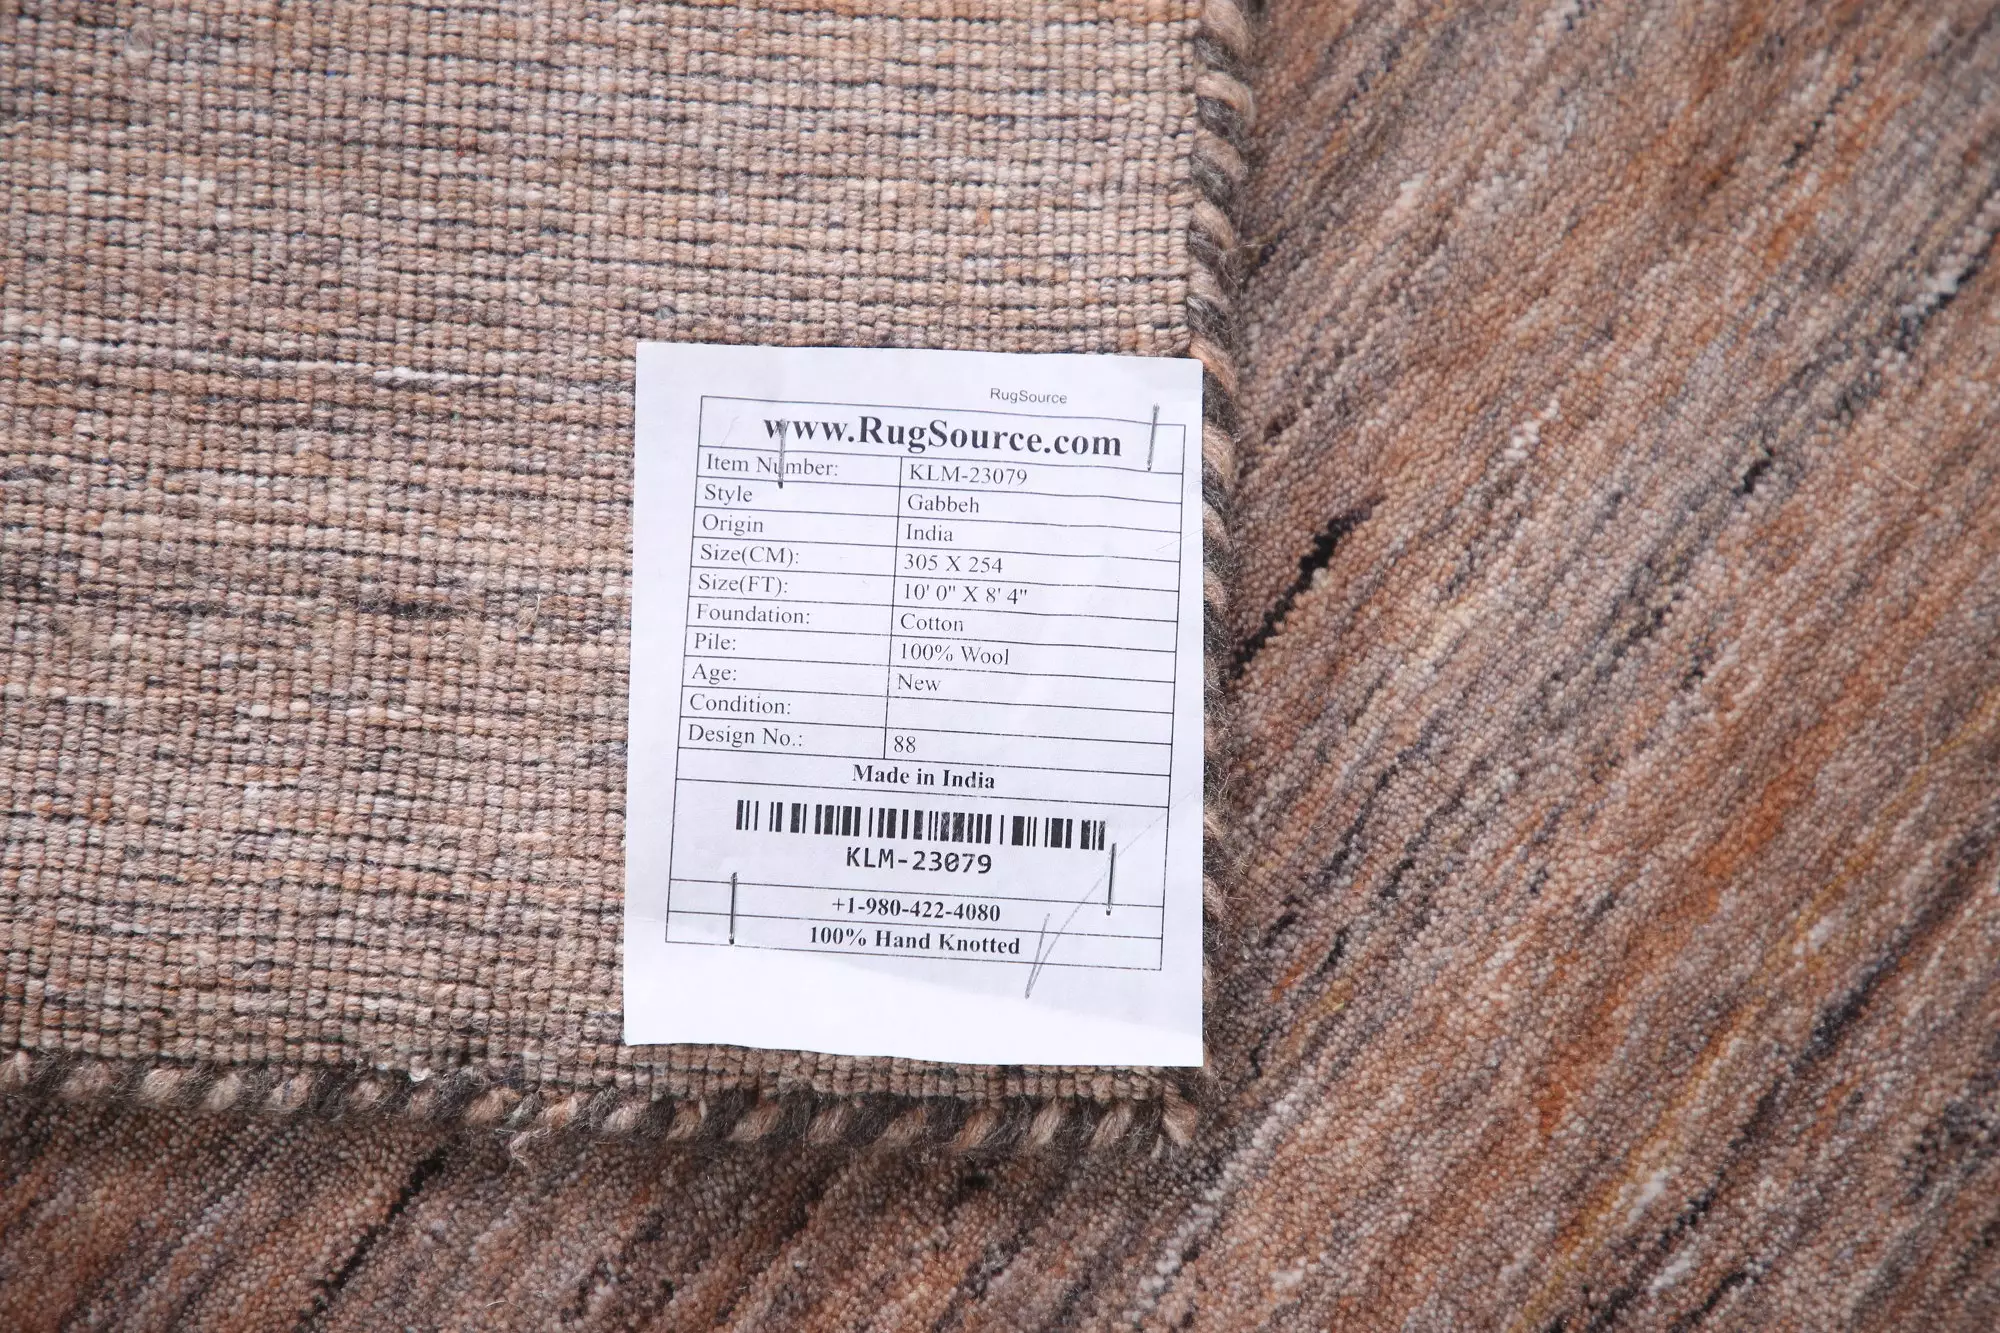 RugSource
www.RugSource.com
Item Number: KLM-23079
Style Gabbeh
Origin India
Size(CM): 305 X 254
Size(FT): 10' 0" X 8' 4"
Foundation: Cotton
Pile: 100% Wool
Age: New
Condition:
Design No.: 88
Made in India
KLM-23079
+1-980-422-4080
100% Hand Knotted